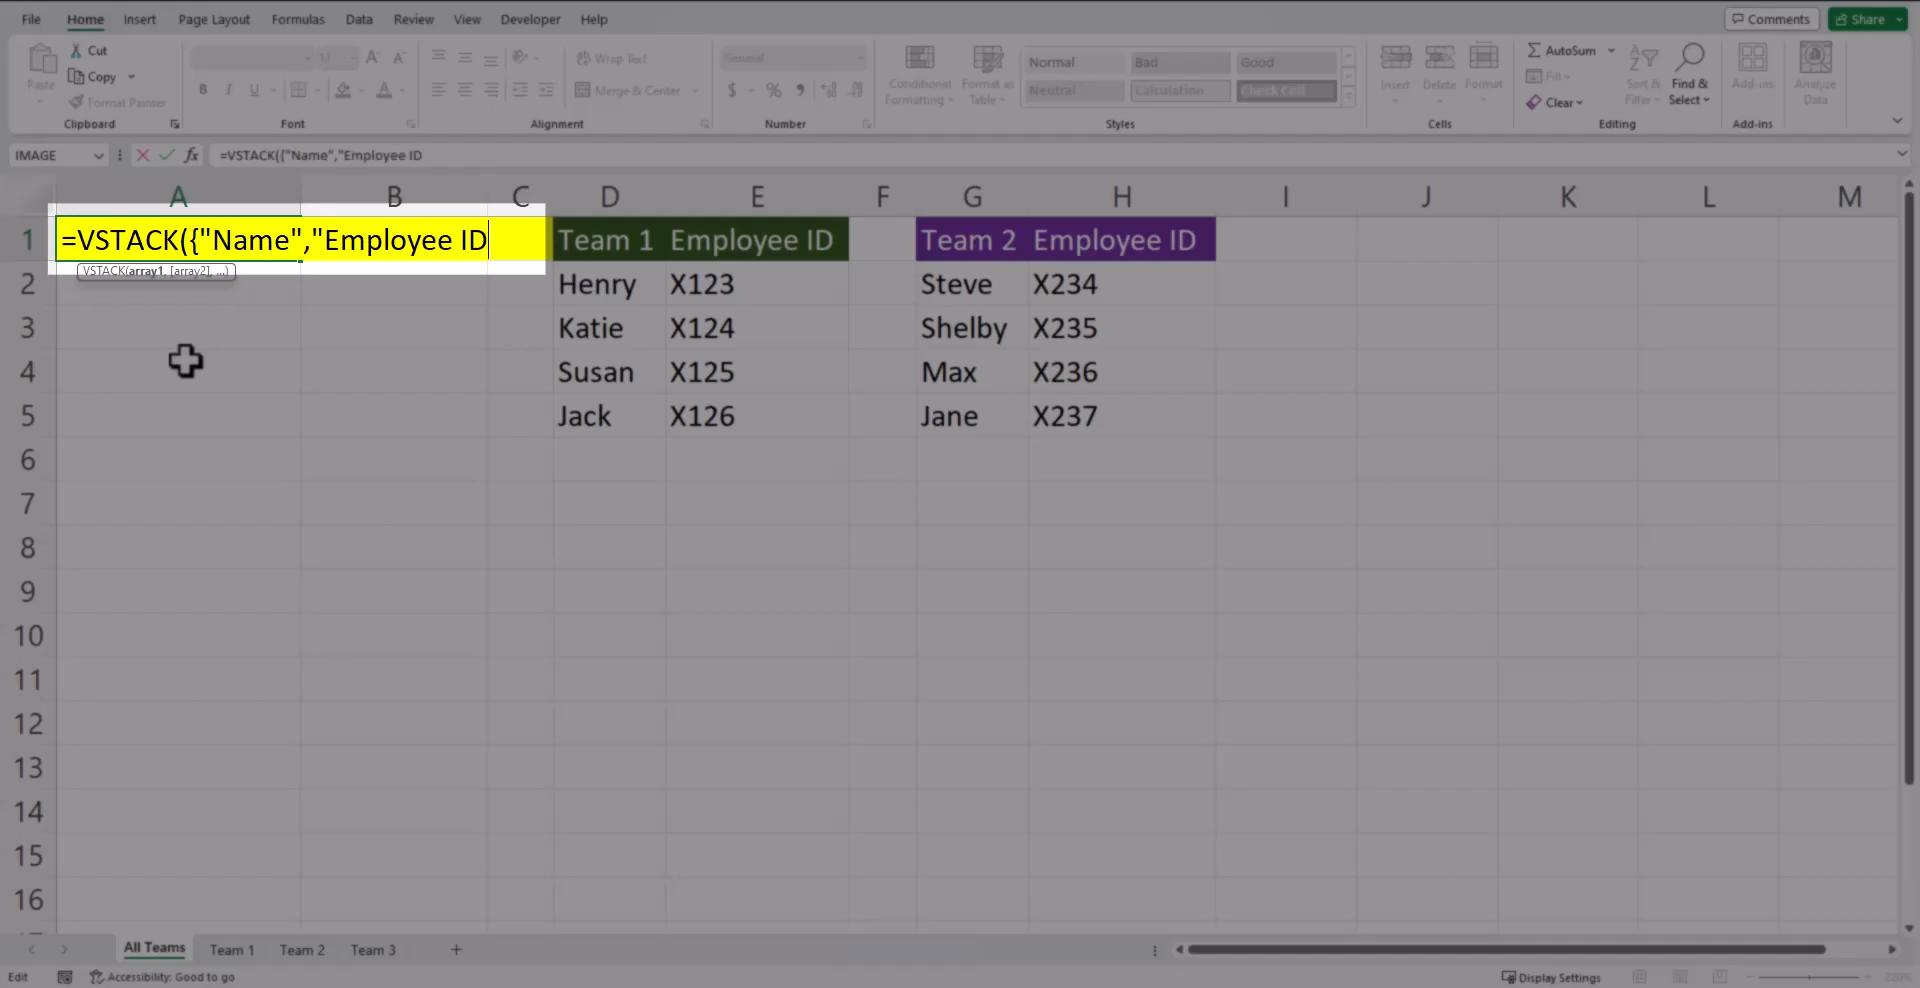 File Home Insert Page Layout Formulas Data Review View Developer Help Comments Share
Paste Cut Copy Format Painter Clipboard
11 B I U Font
Wrap Text Merge & Center Alignment
General $ % Number
Conditional Formatting Format as Table Normal Bad Good Neutral Calculation Check Cell Styles
Insert Delete Format Cells
AutoSum Fill Clear Sort & Filter Find & Select Editing
Add-ins Add-ins
Analyze Data
IMAGE fx =VSTACK({"Name","Employee ID
A B C D E F G H I J K L M
1 =VSTACK({"Name","Employee ID Team 1 Employee ID Team 2 Employee ID
VSTACK(array1, [array2], ...)
2 Henry X123 Steve X234
3 Katie X124 Shelby X235
4 Susan X125 Max X236
5 Jack X126 Jane X237
6
7
8
9
10
11
12
13
14
15
16
All Teams Team 1 Team 2 Team 3 +
Edit Accessibility: Good to go Display Settings